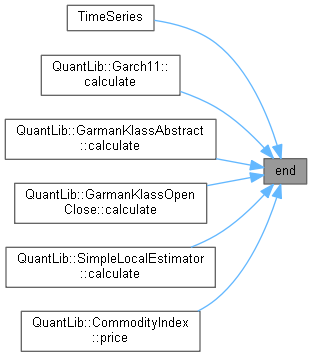 TimeSeries
QuantLib::Garch11::
calculate
QuantLib::GarmanKlassAbstract
::calculate
QuantLib::GarmanKlassOpen
Close::calculate
QuantLib::SimpleLocalEstimator
::calculate
QuantLib::CommodityIndex
::price
end